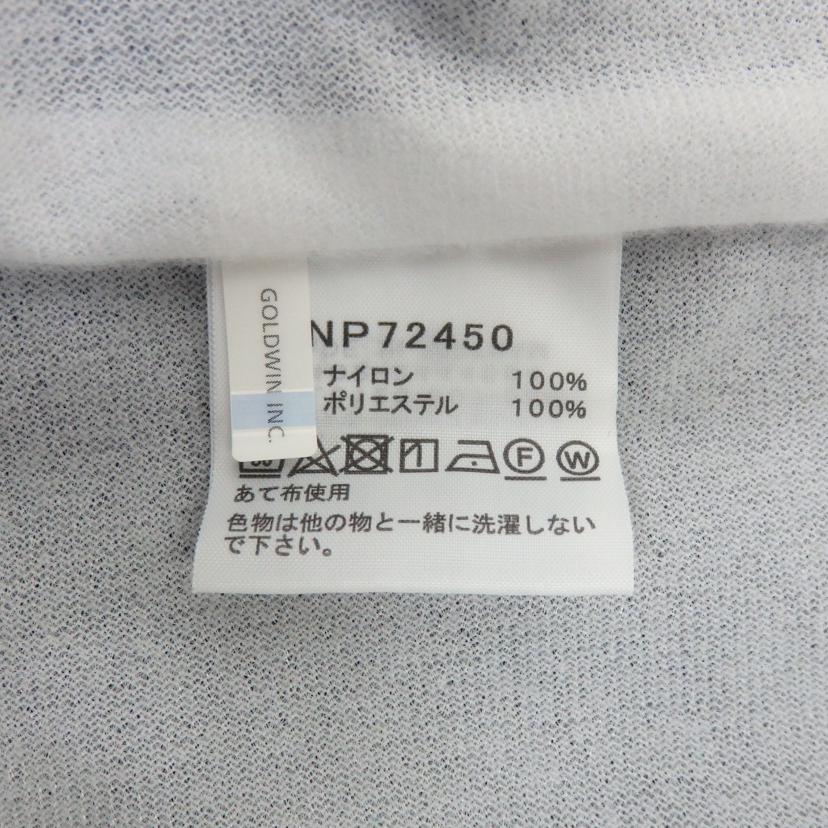 GOLDWIN INC.
NP72450
ナイロン 100%
ポリエステル 100%
F W
あて布使用
色物は他の物と一緒に洗濯しない
で下さい。